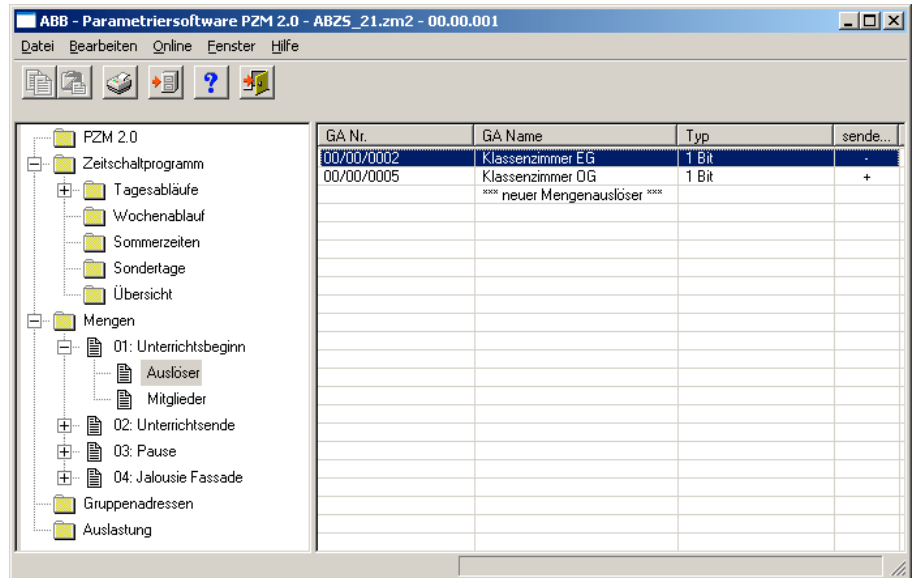 ABB - Parametriersoftware PZM 2.0 - ABZS_21.zm2 - 00.00.001
Datei Bearbeiten Online Fenster Hilfe
PZM 2.0
Zeitschaltprogramm
Tagesabläufe
Wochenablauf
Sommerzeiten
Sondertage
Übersicht
Mengen
01: Unterrichtsbeginn
Auslöser
Mitglieder
02: Unterrichtsende
03: Pause
04: Jalousie Fassade
Gruppenadressen
Auslastung
GA Nr. GA Name Typ sende...
00/00/0002 Klassenzimmer EG 1 Bit -
00/00/0005 Klassenzimmer OG 1 Bit +
*** neuer Mengenauslöser ***